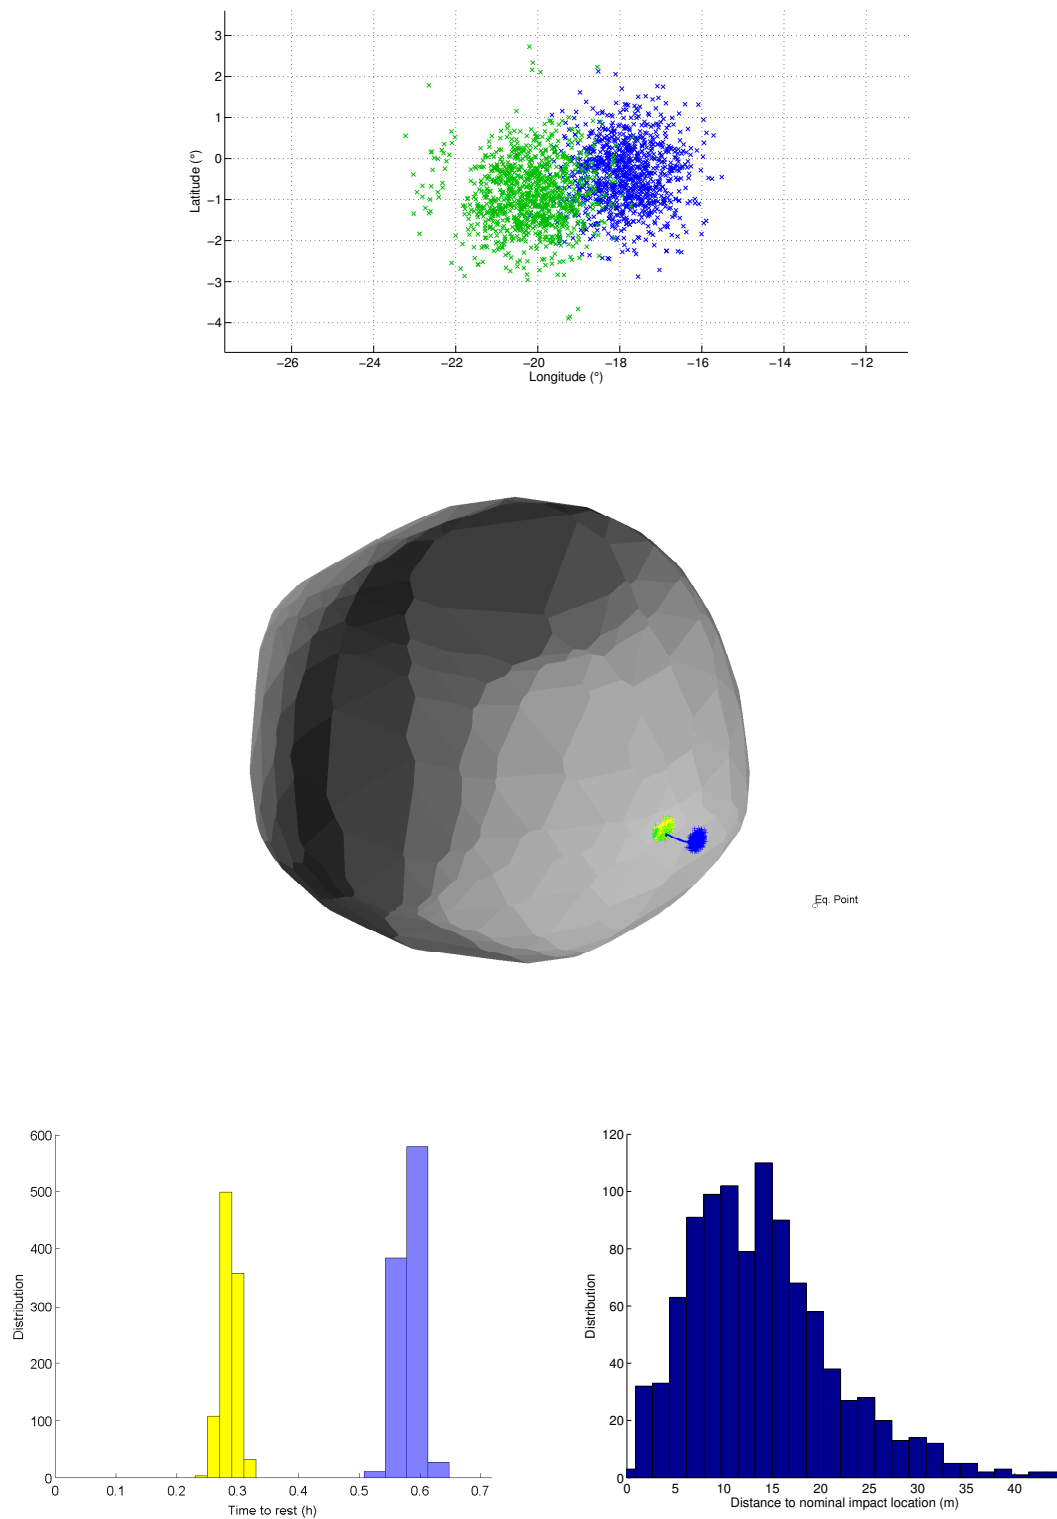 3
2
1
0
−1
−2
−3
−4
Latitude (°)
−26 −24 −22 −20 −18 −16 −14 −12
Longitude (°)
Eq. Point
600
500
400
300
200
100
0
Distribution
0 0.1 0.2 0.3 0.4 0.5 0.6 0.7
Time to rest (h)
120
100
80
60
40
20
0
Distribution
0 5 10 15 20 25 30 35 40
Distance to nominal impact location (m)